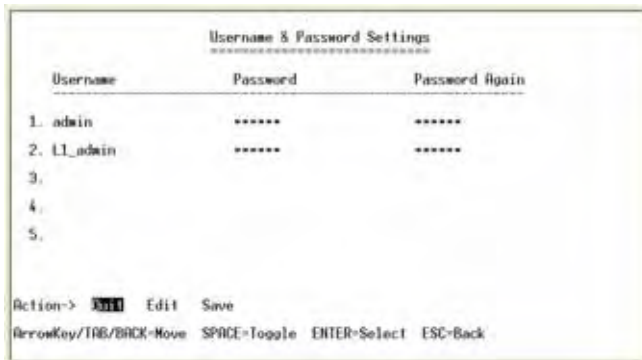 Username & Password Settings
Username Password Password Again
1. admin ****** ******
2. L1_admin ****** ******
3.
4.
5.
Action-> Quit Edit Save
ArrowKey/TAB/BACK=Move SPACE=Toggle ENTER=Select ESC=Back